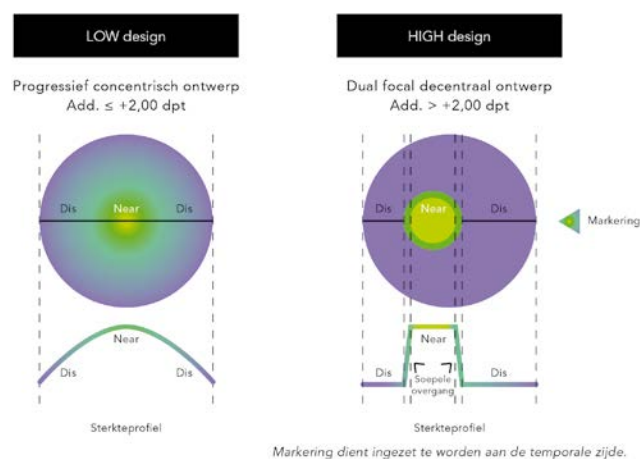 LOW design
Progressief concentrisch ontwerp
Add. ≤ +2,00 dpt
Dis
Near
Dis
Near
Dis
Dis
Sterkteprofiel
HIGH design
Dual focal decentraal ontwerp
Add. > +2,00 dpt
Dis
Near
Dis
Markering
Near
Dis
Soepele
overgang
Dis
Sterkteprofiel
Markering dient ingezet te worden aan de temporale zijde.